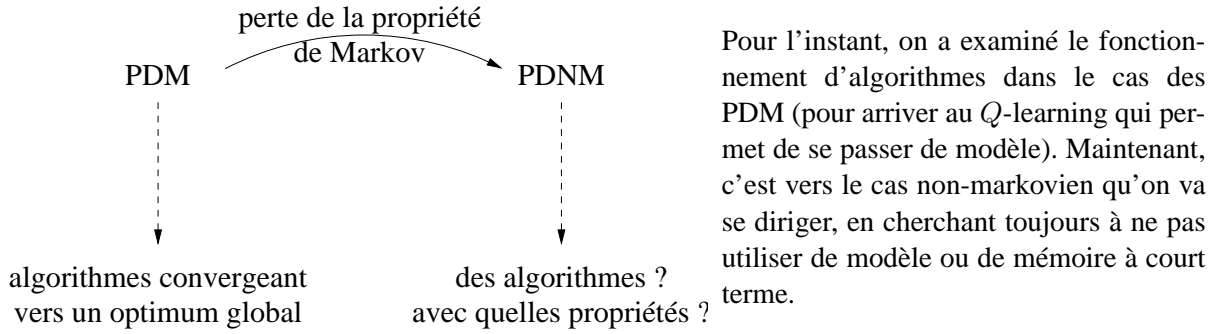 perte de la propriété
de Markov
PDM
PDNM
algorithmes convergeant
vers un optimum global
des algorithmes ?
avec quelles propriétés ?
Pour l'instant, on a examiné le fonction-
nement d'algorithmes dans le cas des
PDM (pour arriver au Q-learning qui per-
met de se passer de modèle). Maintenant,
c'est vers le cas non-markovien qu'on va
se diriger, en cherchant toujours à ne pas
utiliser de modèle ou de mémoire à court
terme.